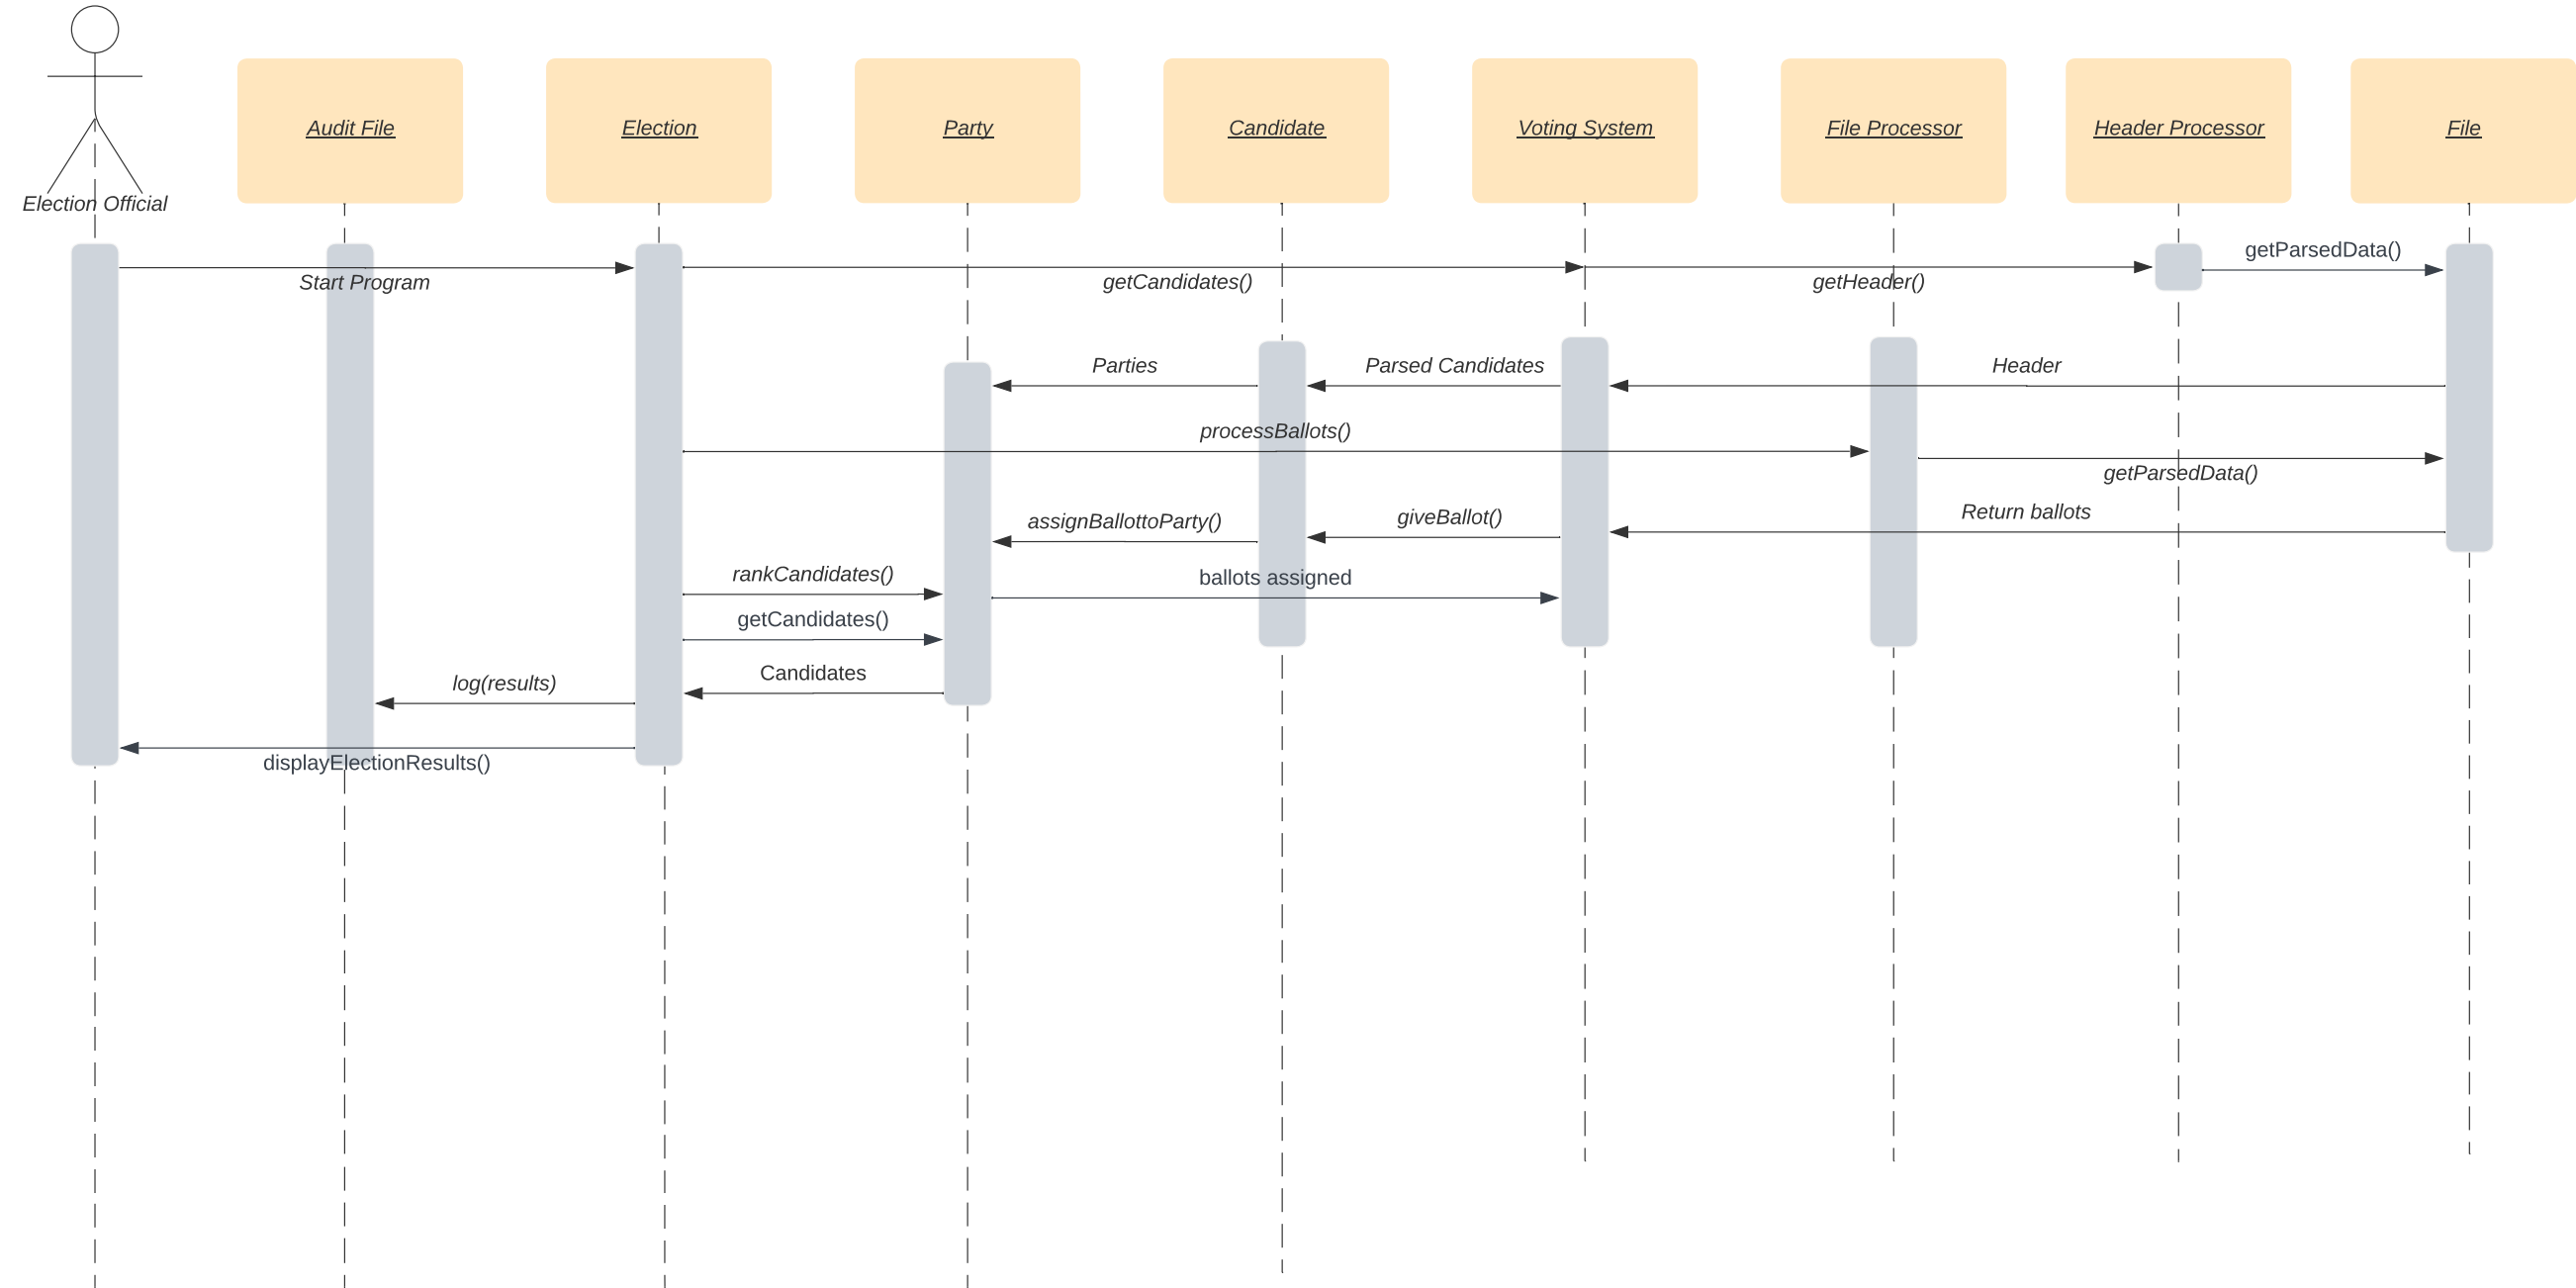 Audit File
Election
Party
Candidate
Voting System
File Processor
Header Processor
File
Election Official
getParsedData()
Start Program
getCandidates()
getHeader()
Parties
Parsed Candidates
Header
processBallots()
getParsedData()
Return ballots
giveBallot()
assignBallottoParty()
rankCandidates()
ballots assigned
getCandidates()
Candidates
log(results)
displayElectionResults()